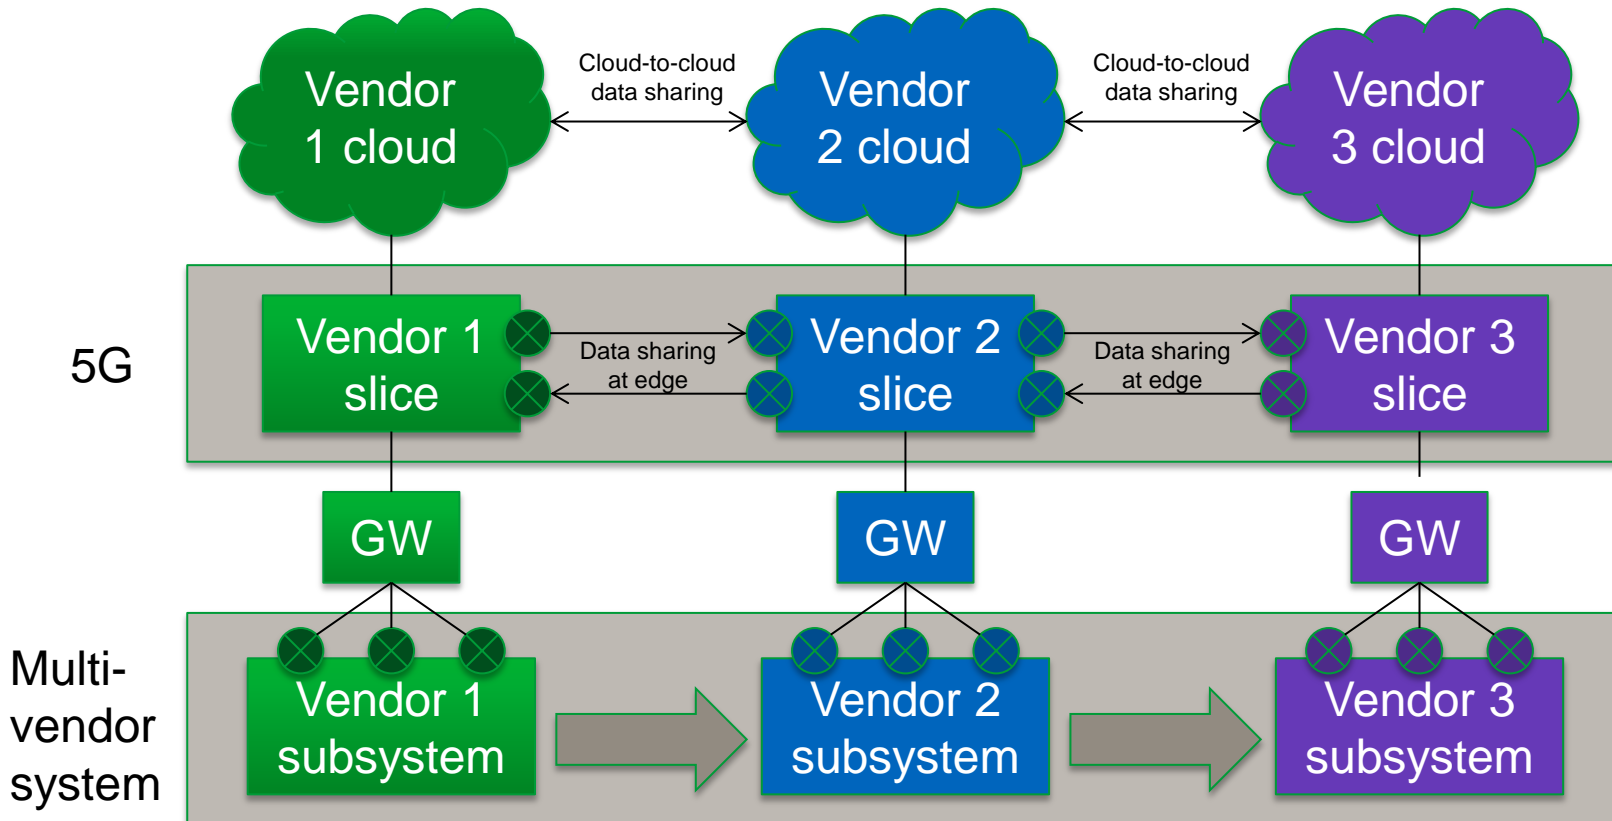 Vendor
1 cloud
Cloud-to-cloud
data sharing
Vendor
2 cloud
Cloud-to-cloud
data sharing
Vendor
3 cloud
5G
Vendor 1
slice
Data sharing
at edge
Vendor 2
slice
Data sharing
at edge
Vendor 3
slice
GW
GW
GW
Multi-
vendor
system
Vendor 1
subsystem
Vendor 2
subsystem
Vendor 3
subsystem